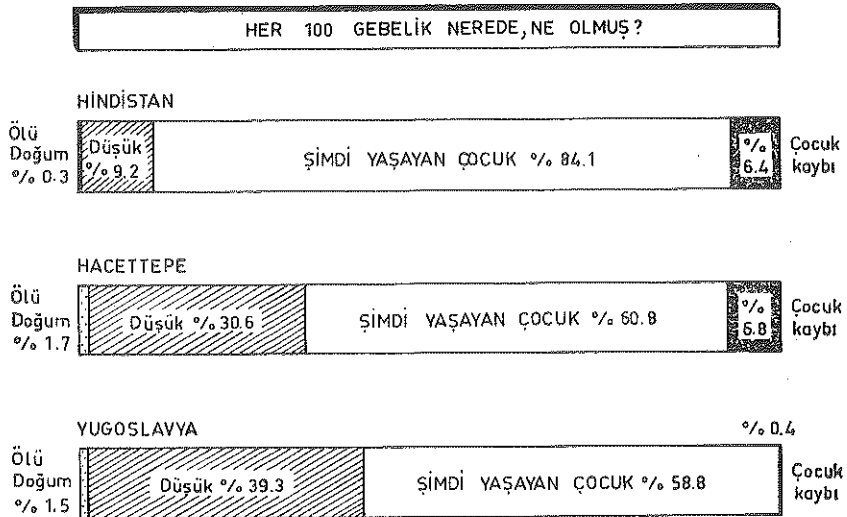 HER 100 GEBELİK NEREDE, NE OLMUŞ?
HİNDİSTAN
Ölü
Doğum
% 0.3
Düşük
% 9.2
ŞİMDİ YAŞAYAN ÇOCUK % 84.1
%
6.4
Çocuk
kaybı
HACETTEPE
Ölü
Doğum
% 1.7
Düşük % 30.6
ŞİMDİ YAŞAYAN ÇOCUK % 60.8
%
6.8
Çocuk
kaybı
YUGOSLAVYA
% 0.4
Ölü
Doğum
% 1.5
Düşük % 39.3
ŞİMDİ YAŞAYAN ÇOCUK % 58.8
Çocuk
kaybı